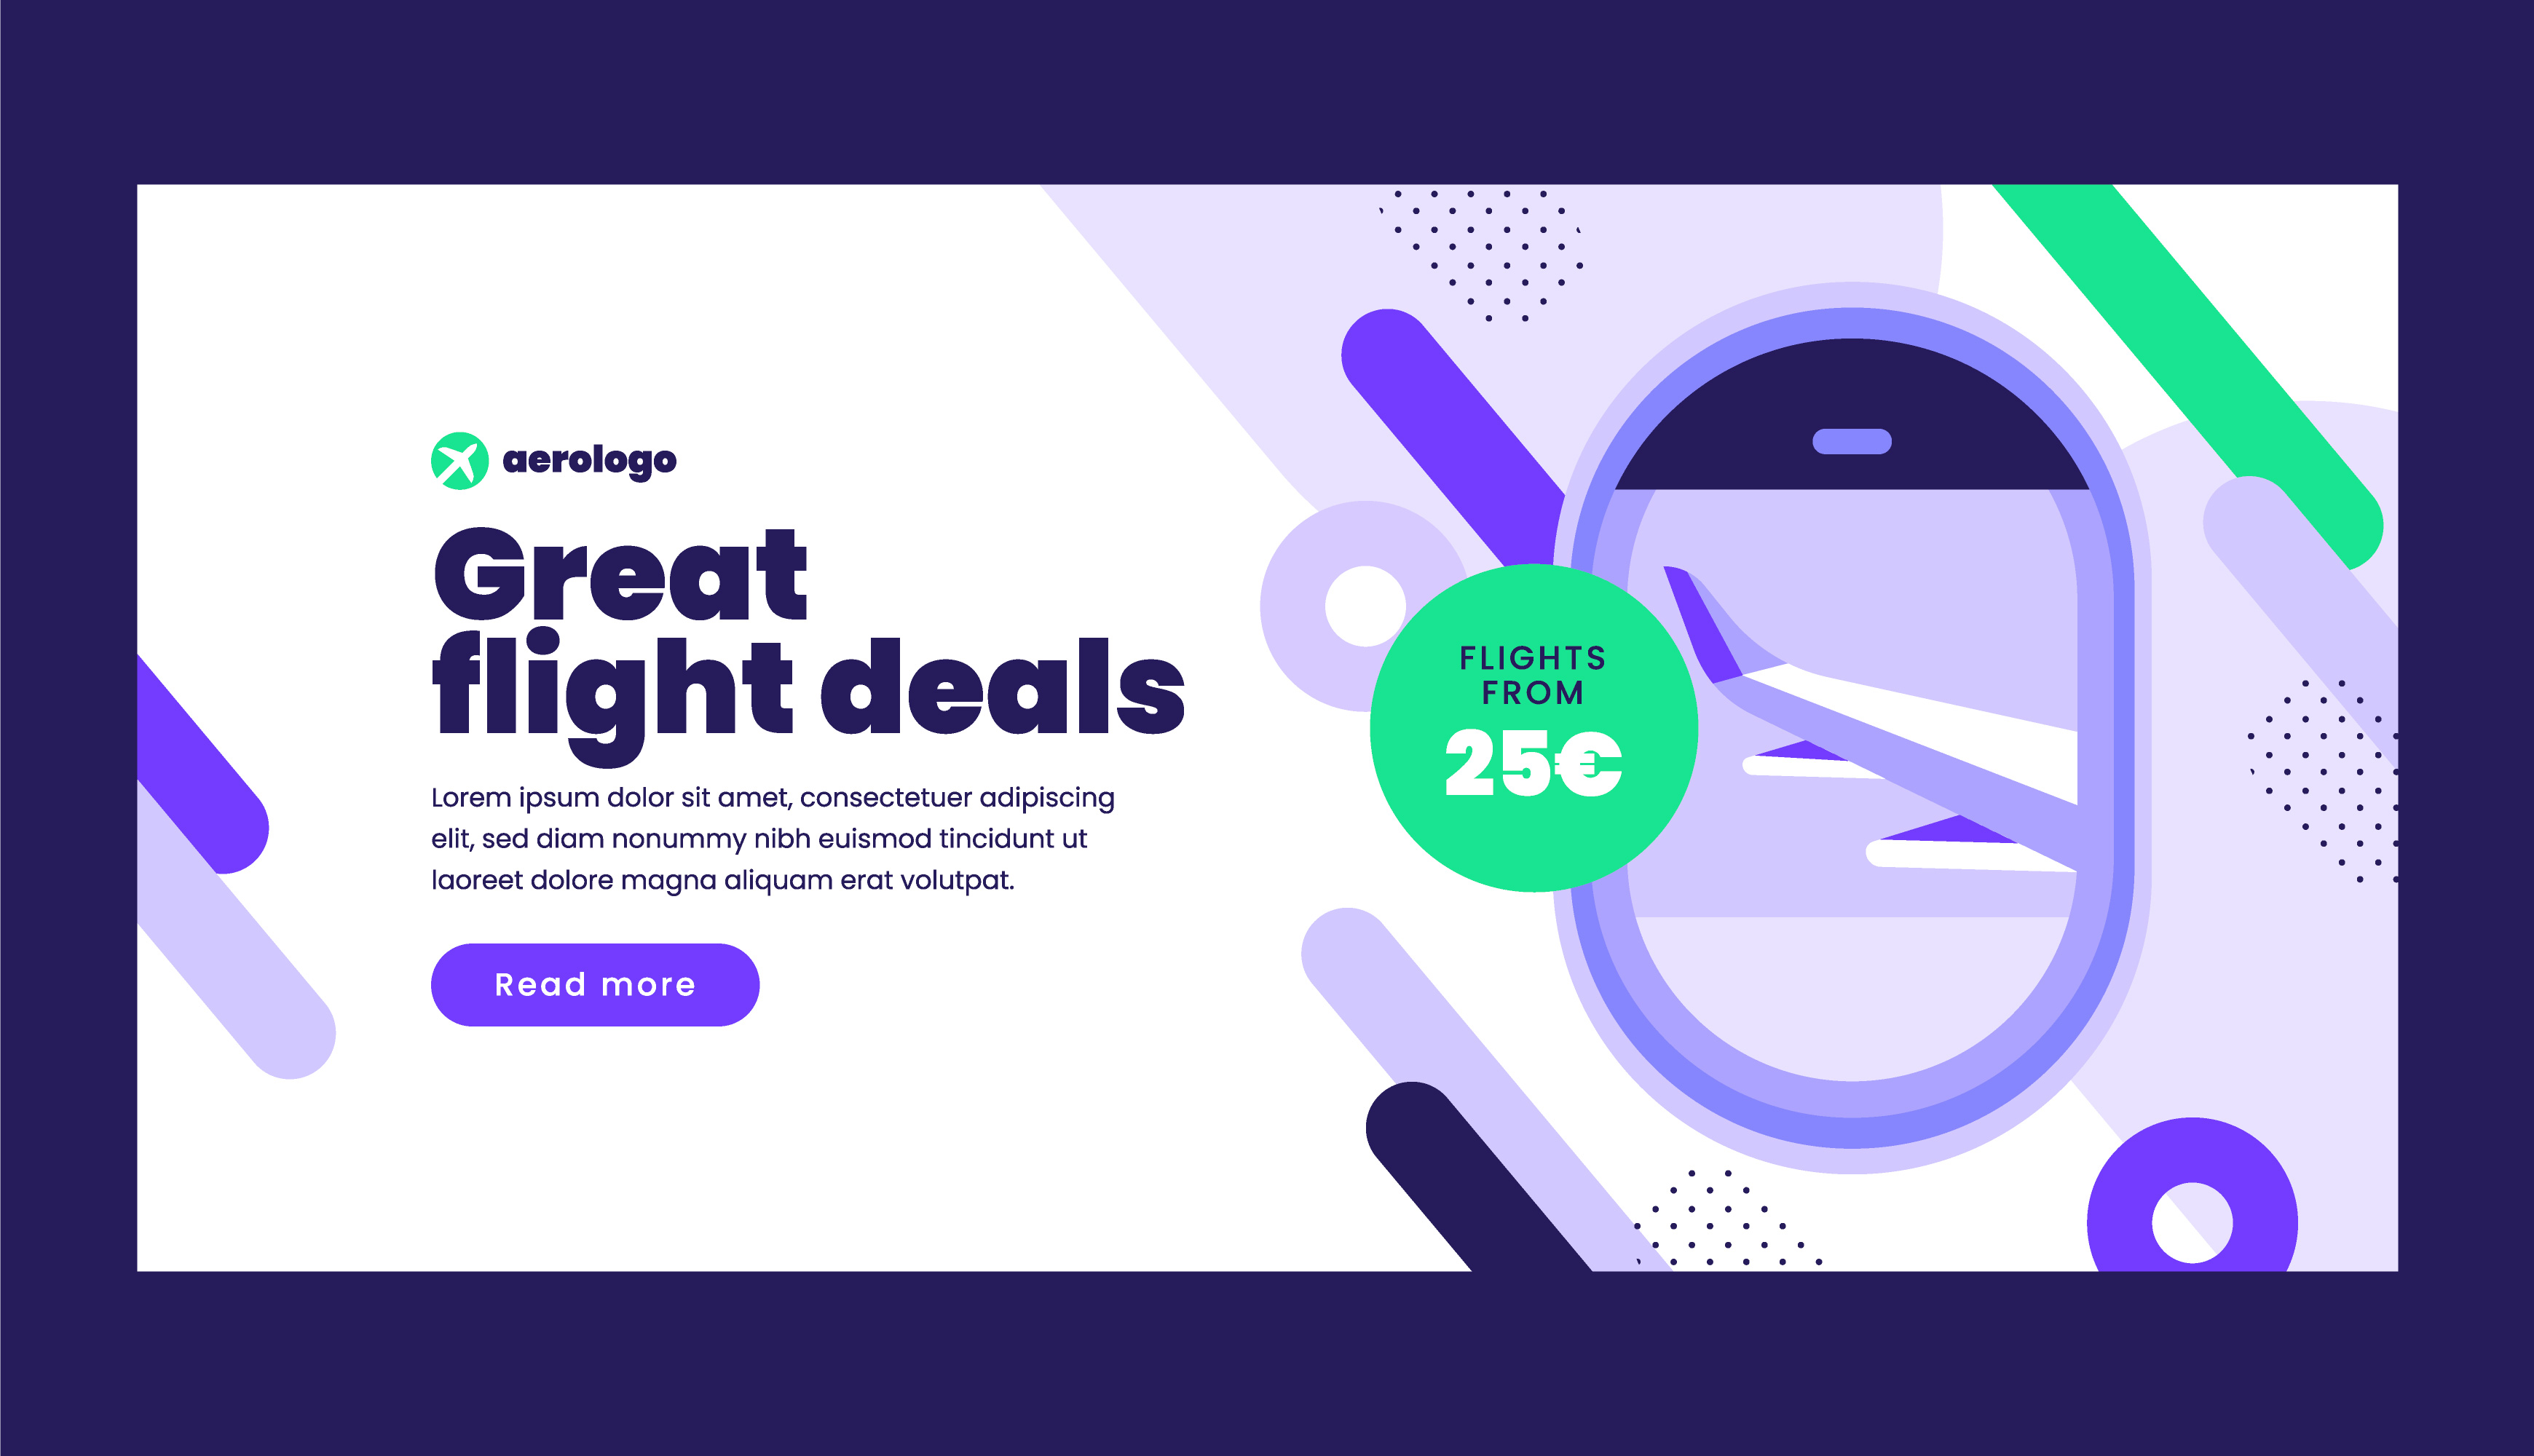 aerologo
Great
flight deals
Lorem ipsum dolor sit amet, consectetuer adipiscing
elit, sed diam nonummy nibh euismod tincidunt ut
laoreet dolore magna aliquam erat volutpat.
Read more
FLIGHTS
FROM
25€